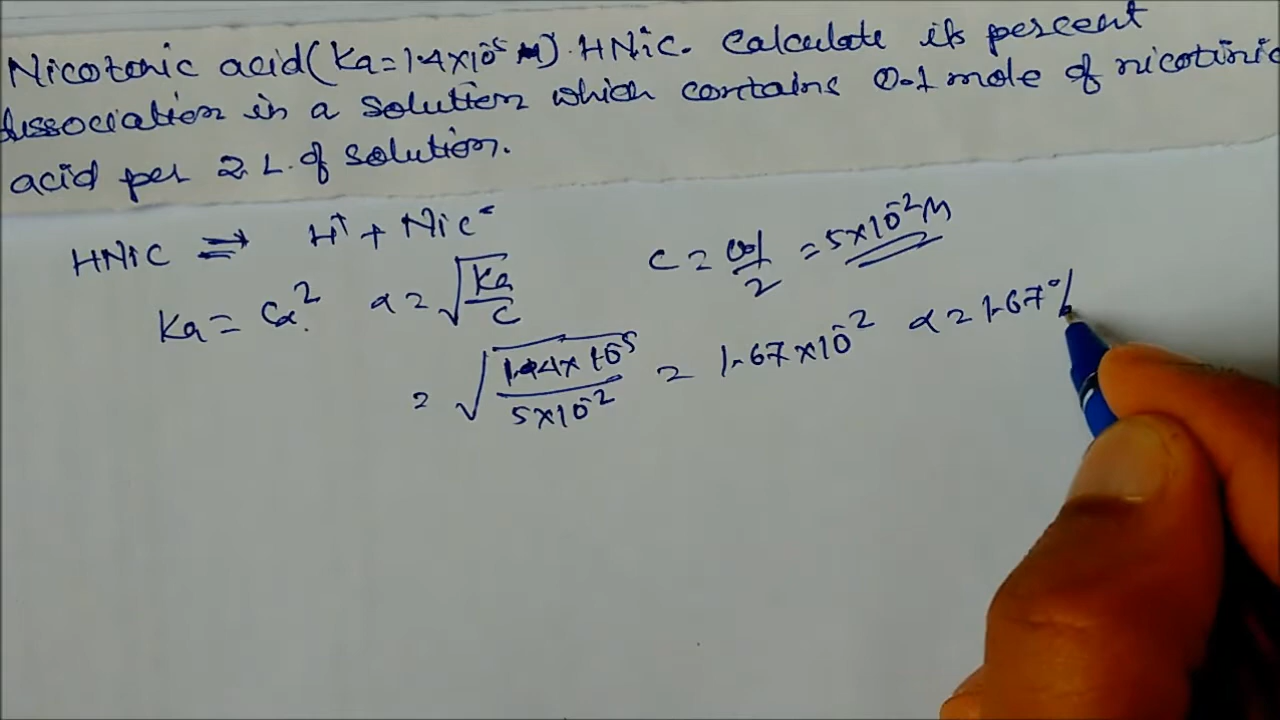 Nicotonic acid (Ka = 1.4×10⁻⁵ M) HNiC. Calculate its percent
dissociation in a solution which contains 0.1 mole of nicotinic
acid per 2 L of solution.
HNiC ⇌ H⁺ + Nic⁻
C = 0.1/2 = 5×10⁻² M
Ka = Cα² α = √(Ka/C)
= √(1.4×10⁻⁵/5×10⁻²) = 1.67×10⁻² α = 1.67%